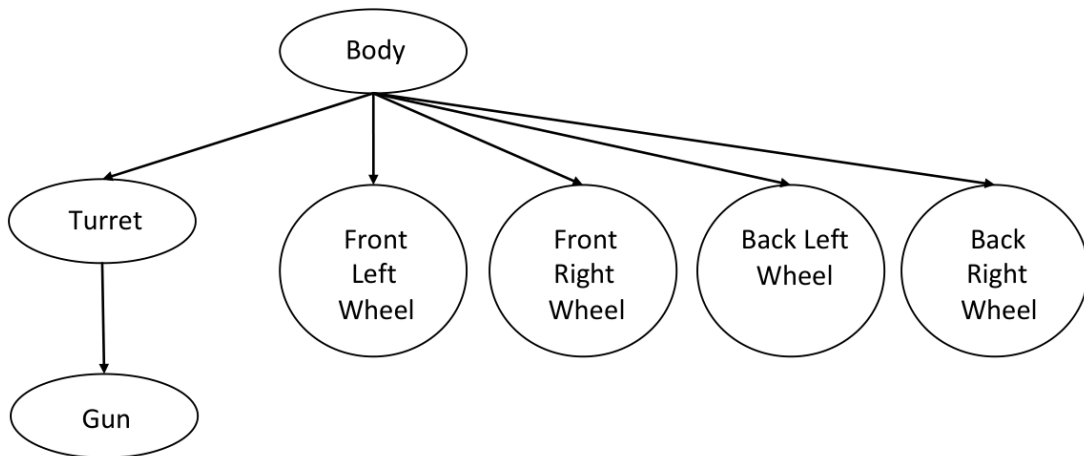 Body
Turret
Front
Left
Wheel
Front
Right
Wheel
Back Left
Wheel
Back
Right
Wheel
Gun